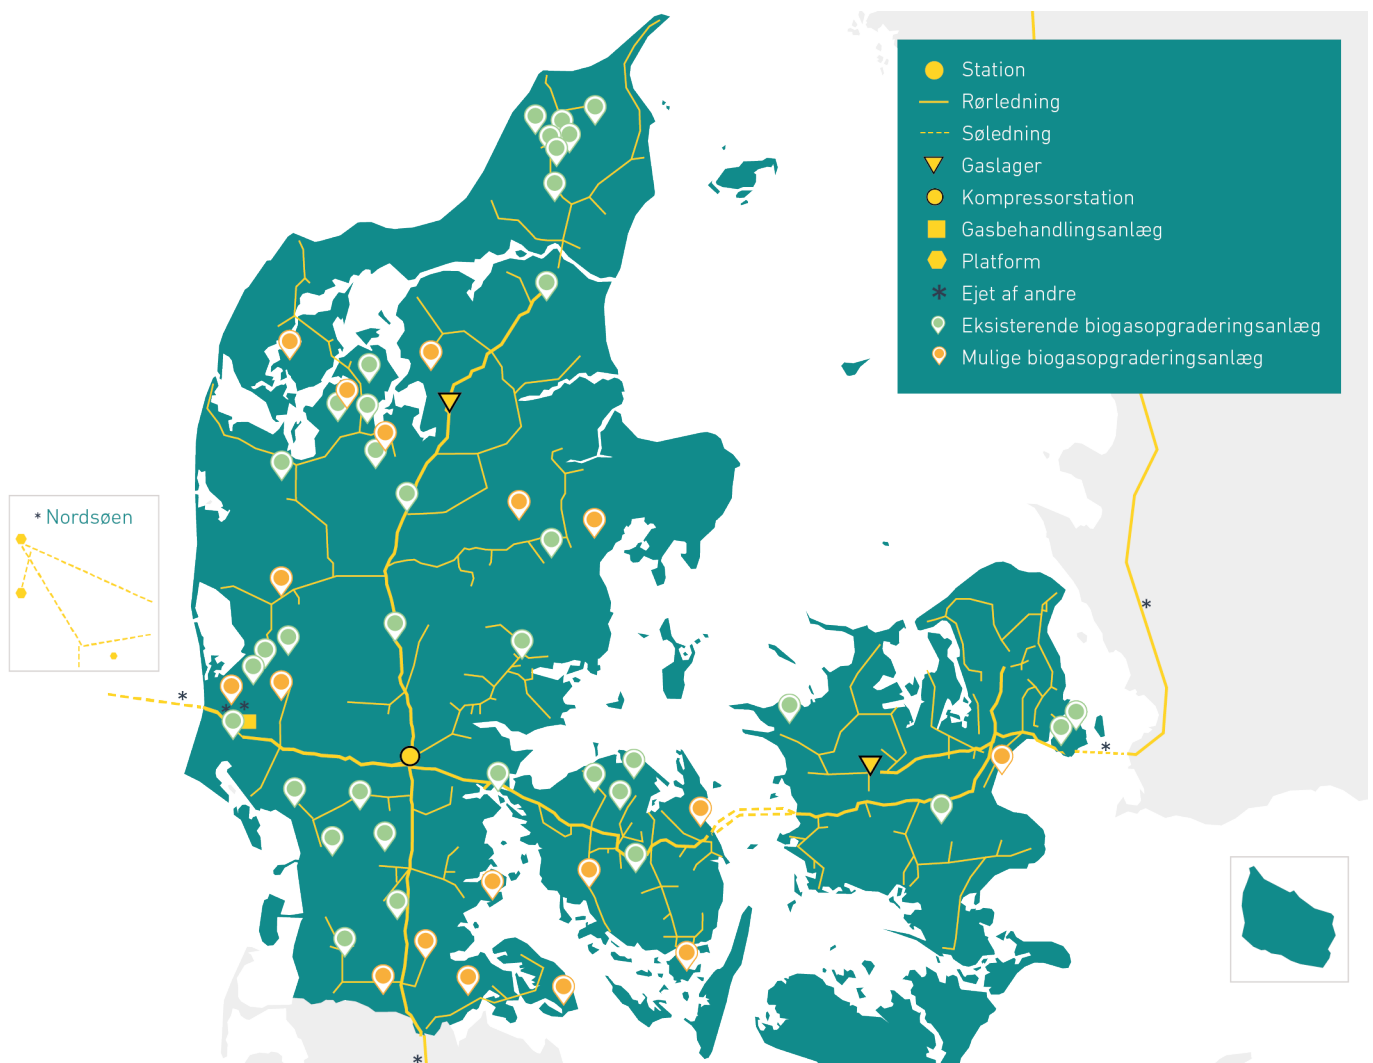 Station
Rørledning
Søledning
Gaslager
Kompressorstation
Gasbehandlingsanlæg
Platform
* Ejet af andre
Eksisterende biogasopgraderingsanlæg
Mulige biogasopgraderingsanlæg
* Nordsøen
*
*
* *
*
*